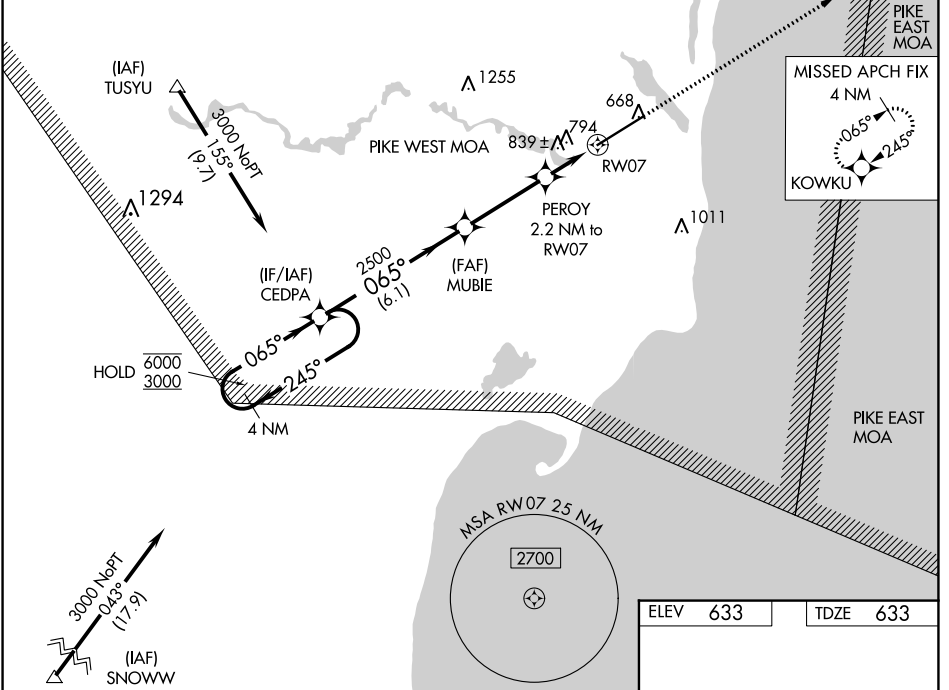 PIKE
EAST
MOA
MISSED APCH FIX
4 NM
065°
245°
KOWKU
(IAF)
TUSYU
3000 NoPT
155°
(9.7)
1255
668
794
839 ±
PIKE WEST MOA
RW07
1294
PEROY
2.2 NM to
RW07
1011
(FAF)
MUBIE
2500
065°
(6.1)
(IF/IAF)
CEDPA
065°
245°
HOLD
6000
3000
4 NM
PIKE EAST
MOA
MSA RW07 25 NM
2700
3000 NoPT
043°
(17.9)
(IAF)
SNOWW
ELEV 633
TDZE 633